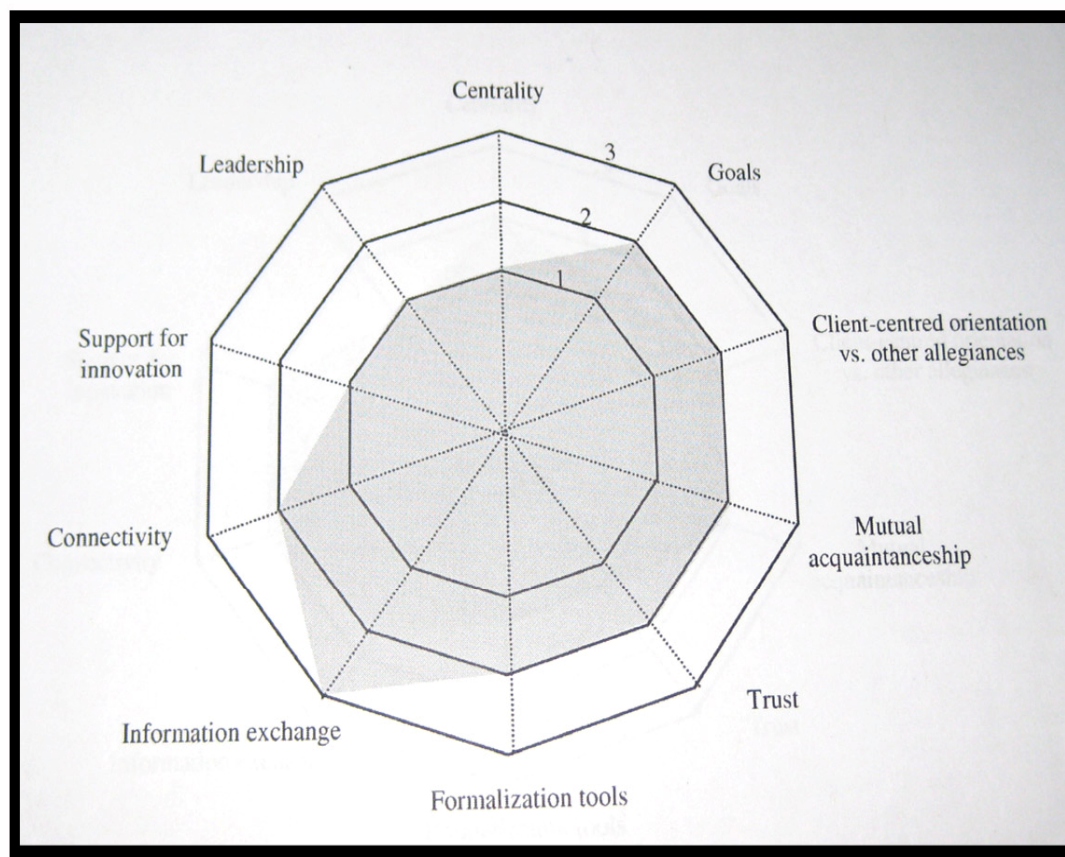 Centrality
3
Leadership
Goals
2
1
Support for
innovation
Client-centred orientation
vs. other allegiances
Connectivity
Mutual
acquaintanceship
Trust
Information exchange
Formalization tools